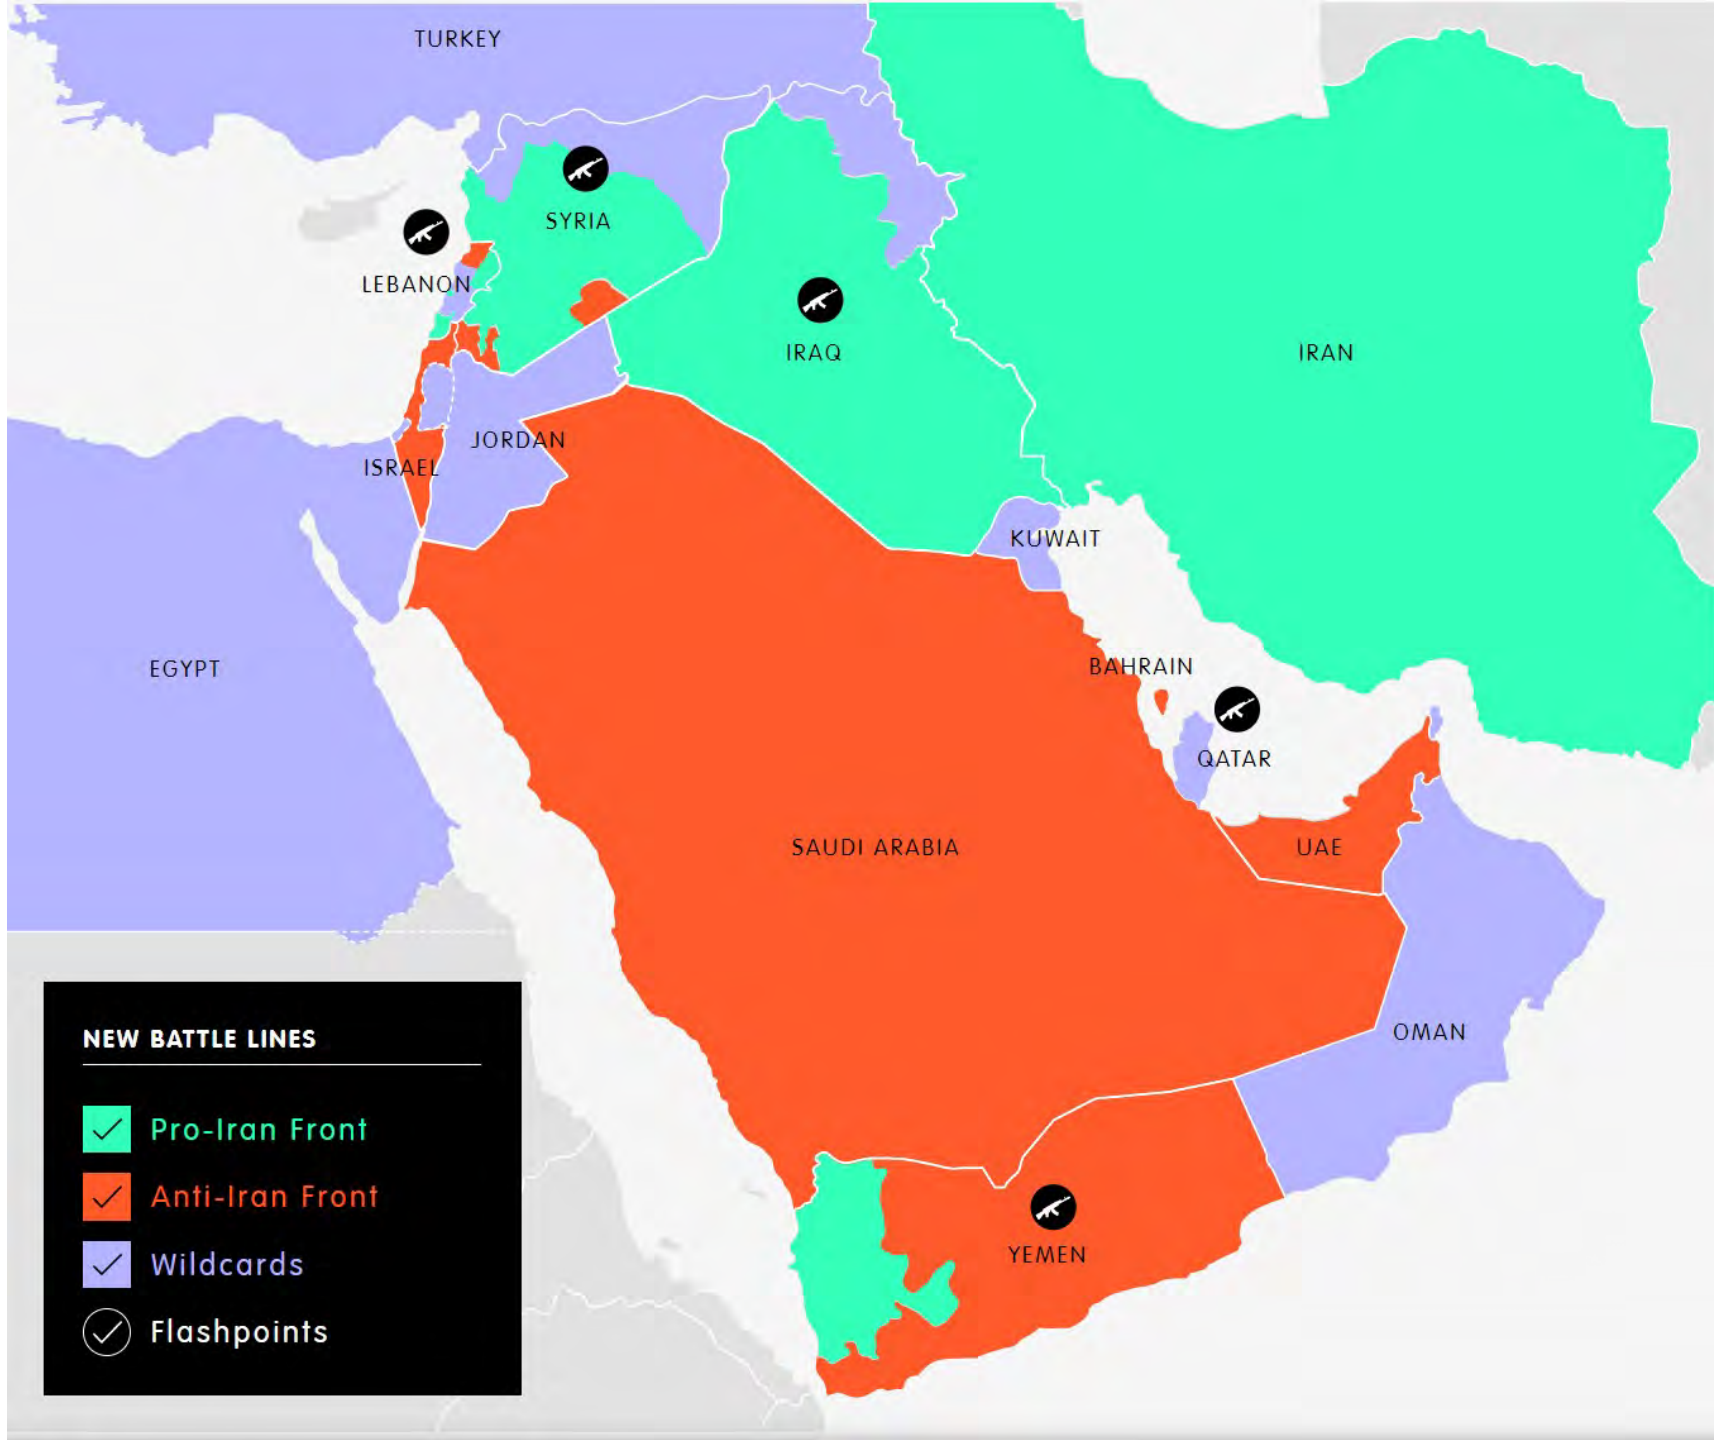 TURKEY
SYRIA
LEBANON
IRAQ
IRAN
JORDAN
ISRAEL
KUWAIT
EGYPT
BAHRAIN
QATAR
SAUDI ARABIA
UAE
OMAN
YEMEN
NEW BATTLE LINES
Pro-Iran Front
Anti-Iran Front
Wildcards
Flashpoints